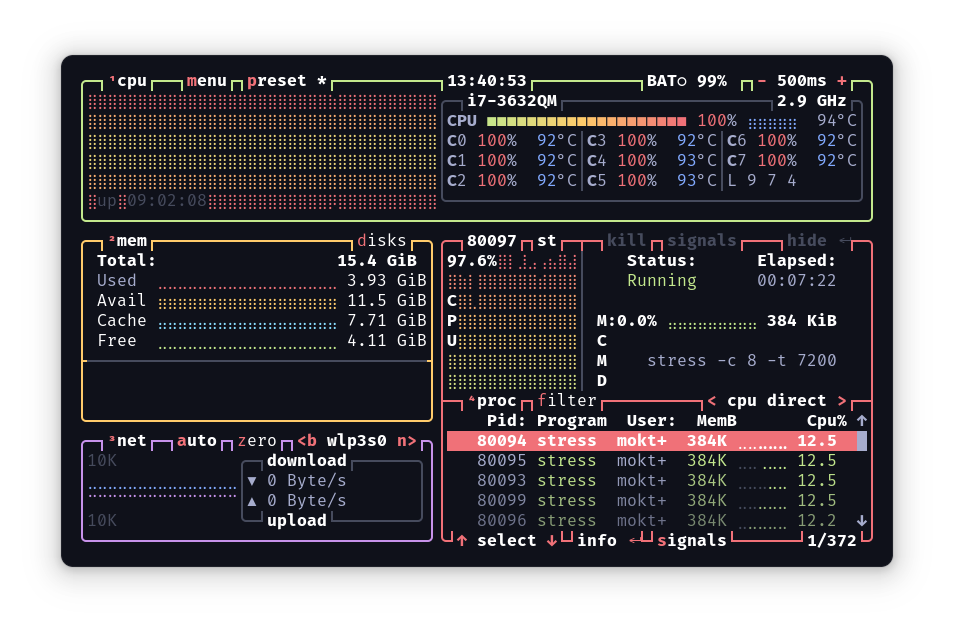 ¹cpu menu preset * 13:40:53 BAT○ 99% - 500ms +
i7-3632QM 2.9 GHz
CPU 100% 94°C
C0 100% 92°C C3 100% 92°C C6 100% 92°C
C1 100% 92°C C4 100% 93°C C7 100% 92°C
C2 100% 92°C C5 100% 93°C L 9 7 4
up 09:02:08
²mem disks
Total: 15.4 GiB
Used 3.93 GiB
Avail 11.5 GiB
Cache 7.71 GiB
Free 4.11 GiB
³net auto zero <b wlp3s0 n>
10K
download
▼ 0 Byte/s
▲ 0 Byte/s
10K
upload
80097 st kill signals hide ↵
97.6% Status: Elapsed:
Running 00:07:22
CPU
M:0.0% 384 KiB
CMD stress -c 8 -t 7200
⁴proc filter < cpu direct >
Pid: Program User: MemB Cpu% ↑
80094 stress mokt+ 384K 12.5
80095 stress mokt+ 384K 12.5
80093 stress mokt+ 384K 12.5
80099 stress mokt+ 384K 12.5
80096 stress mokt+ 384K 12.2 ↓
↑ select ↓ info ↵ signals 1/372